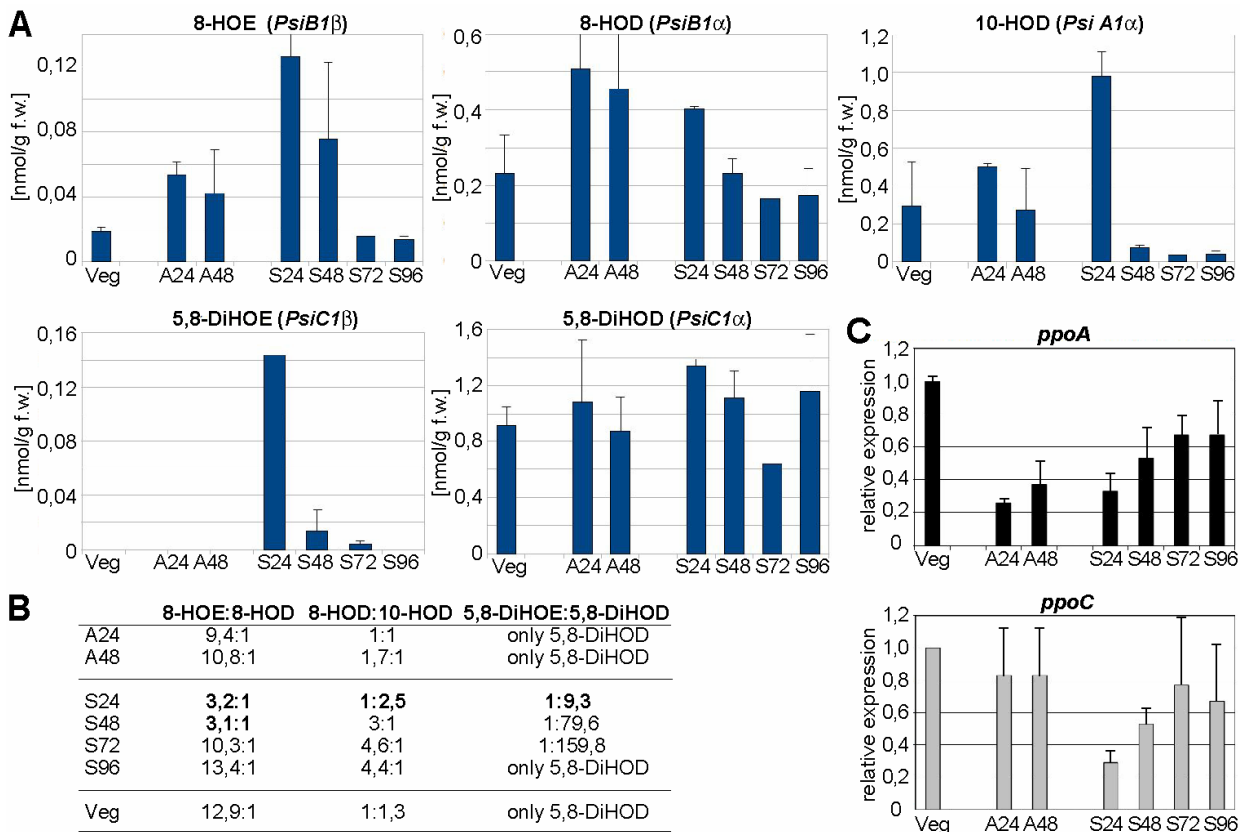 A
8-HOE (PsiB1β)
[nmol/g f.w.]
0,12
0,08
0,04
0
Veg A24 A48 S24 S48 S72 S96
8-HOD (PsiB1α)
[nmol/g f.w.]
0,6
0,4
0,2
0
Veg A24 A48 S24 S48 S72 S96
10-HOD (Psi A1α)
[nmol/g f.w.]
1,2
1,0
0,8
0,6
0,4
0,2
0
Veg A24 A48 S24 S48 S72 S96
5,8-DiHOE (PsiC1β)
[nmol/g f.w.]
0,16
0,12
0,08
0,04
0
Veg A24 A48 S24 S48 S72 S96
5,8-DiHOD (PsiC1α)
[nmol/g f.w.]
1,6
1,2
0,8
0,4
0
Veg A24 A48 S24 S48 S72 S96
B
8-HOE:8-HOD 8-HOD:10-HOD 5,8-DiHOE:5,8-DiHOD
A24 9,4:1 1:1 only 5,8-DiHOD
A48 10,8:1 1,7:1 only 5,8-DiHOD
S24 3,2:1 1:2,5 1:9,3
S48 3,1:1 3:1 1:79,6
S72 10,3:1 4,6:1 1:159,8
S96 13,4:1 4,4:1 only 5,8-DiHOD
Veg 12,9:1 1:1,3 only 5,8-DiHOD
C
ppoA
relative expression
1,2
1,0
0,8
0,6
0,4
0,2
0
Veg A24 A48 S24 S48 S72 S96
ppoC
relative expression
1,2
1,0
0,8
0,6
0,4
0,2
0
Veg A24 A48 S24 S48 S72 S96